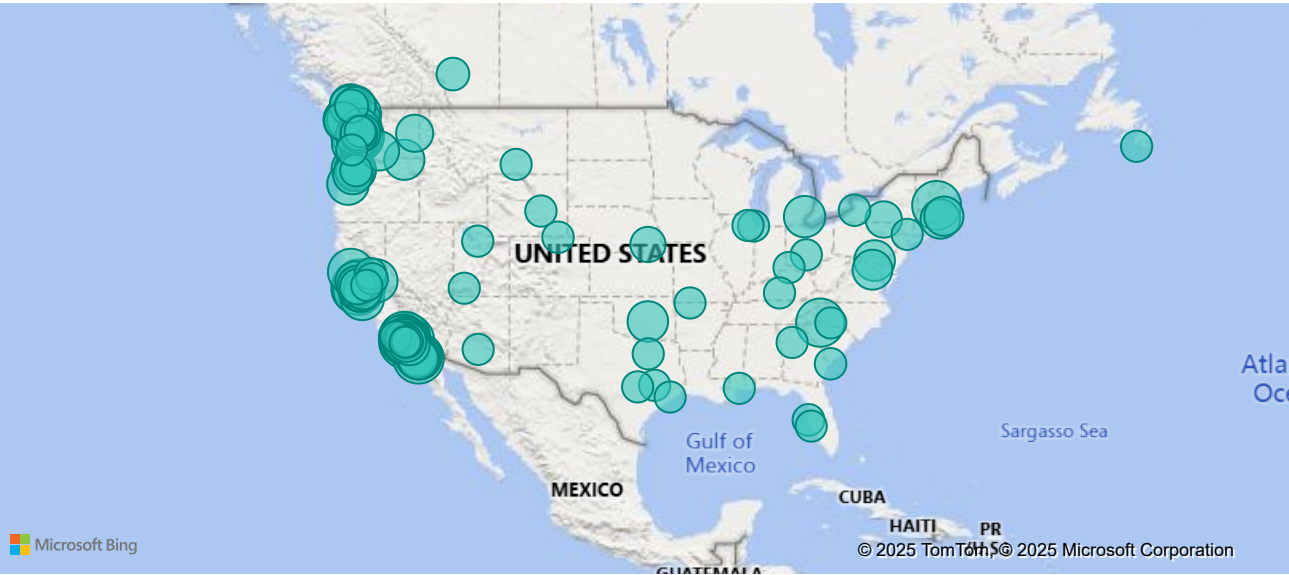 UNITED STATES
Atla
Oce
Sargasso Sea
Gulf of
Mexico
MEXICO
CUBA
HAITI
PR
(U.S.)
Microsoft Bing
© 2025 TomTom, © 2025 Microsoft Corporation
GUATEMALA